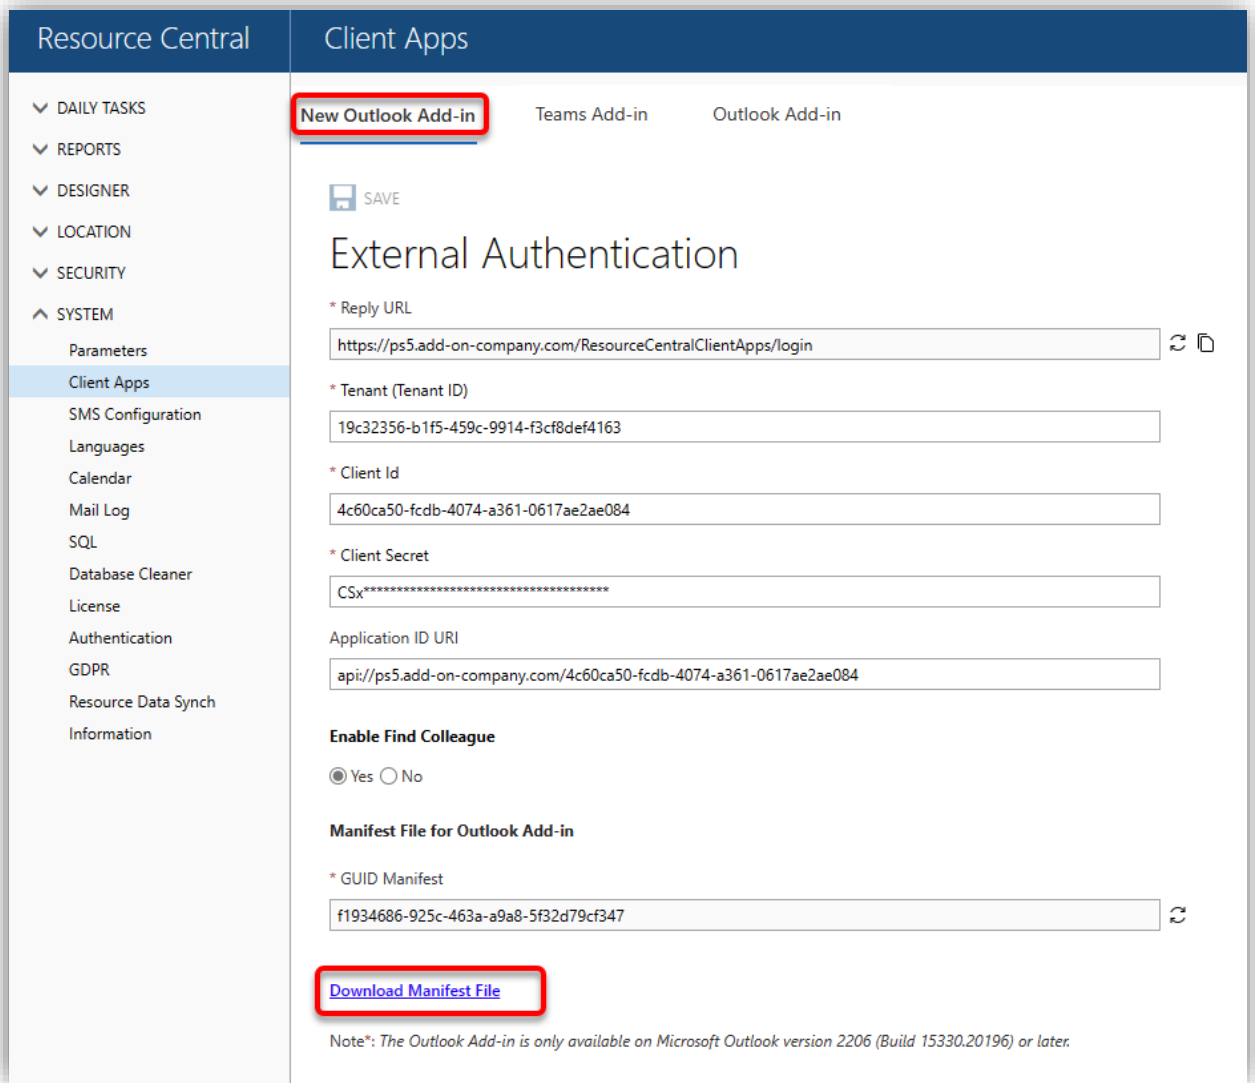 Resource Central
Client Apps
DAILY TASKS
REPORTS
DESIGNER
LOCATION
SECURITY
SYSTEM
Parameters
Client Apps
SMS Configuration
Languages
Calendar
Mail Log
SQL
Database Cleaner
License
Authentication
GDPR
Resource Data Synch
Information
New Outlook Add-in
Teams Add-in
Outlook Add-in
SAVE
External Authentication
* Reply URL
https://ps5.add-on-company.com/ResourceCentralClientApps/login
* Tenant (Tenant ID)
19c32356-b1f5-459c-9914-f3cf8def4163
* Client Id
4c60ca50-fcdb-4074-a361-0617ae2ae084
* Client Secret
CSx*************************************
Application ID URI
api://ps5.add-on-company.com/4c60ca50-fcdb-4074-a361-0617ae2ae084
Enable Find Colleague
Yes No
Manifest File for Outlook Add-in
* GUID Manifest
f1934686-925c-463a-a9a8-5f32d79cf347
Download Manifest File
Note*: The Outlook Add-in is only available on Microsoft Outlook version 2206 (Build 15330.20196) or later.